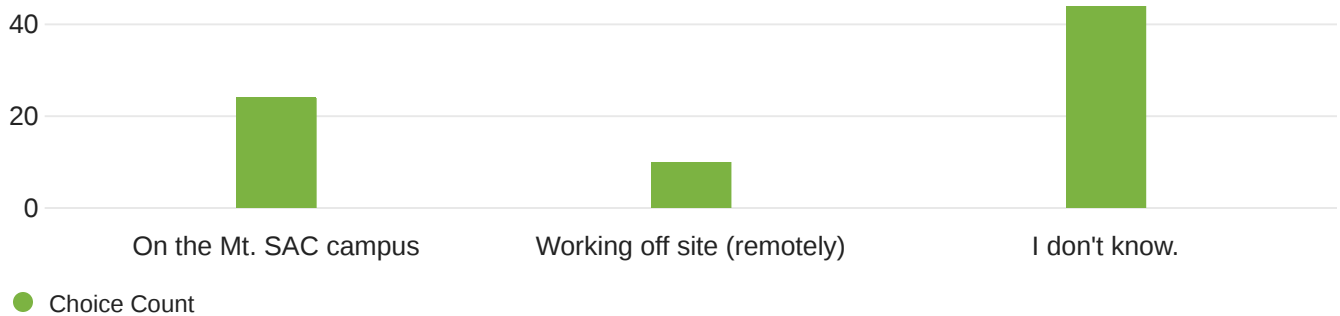 40
20
0
On the Mt. SAC campus
Working off site (remotely)
I don't know.
Choice Count